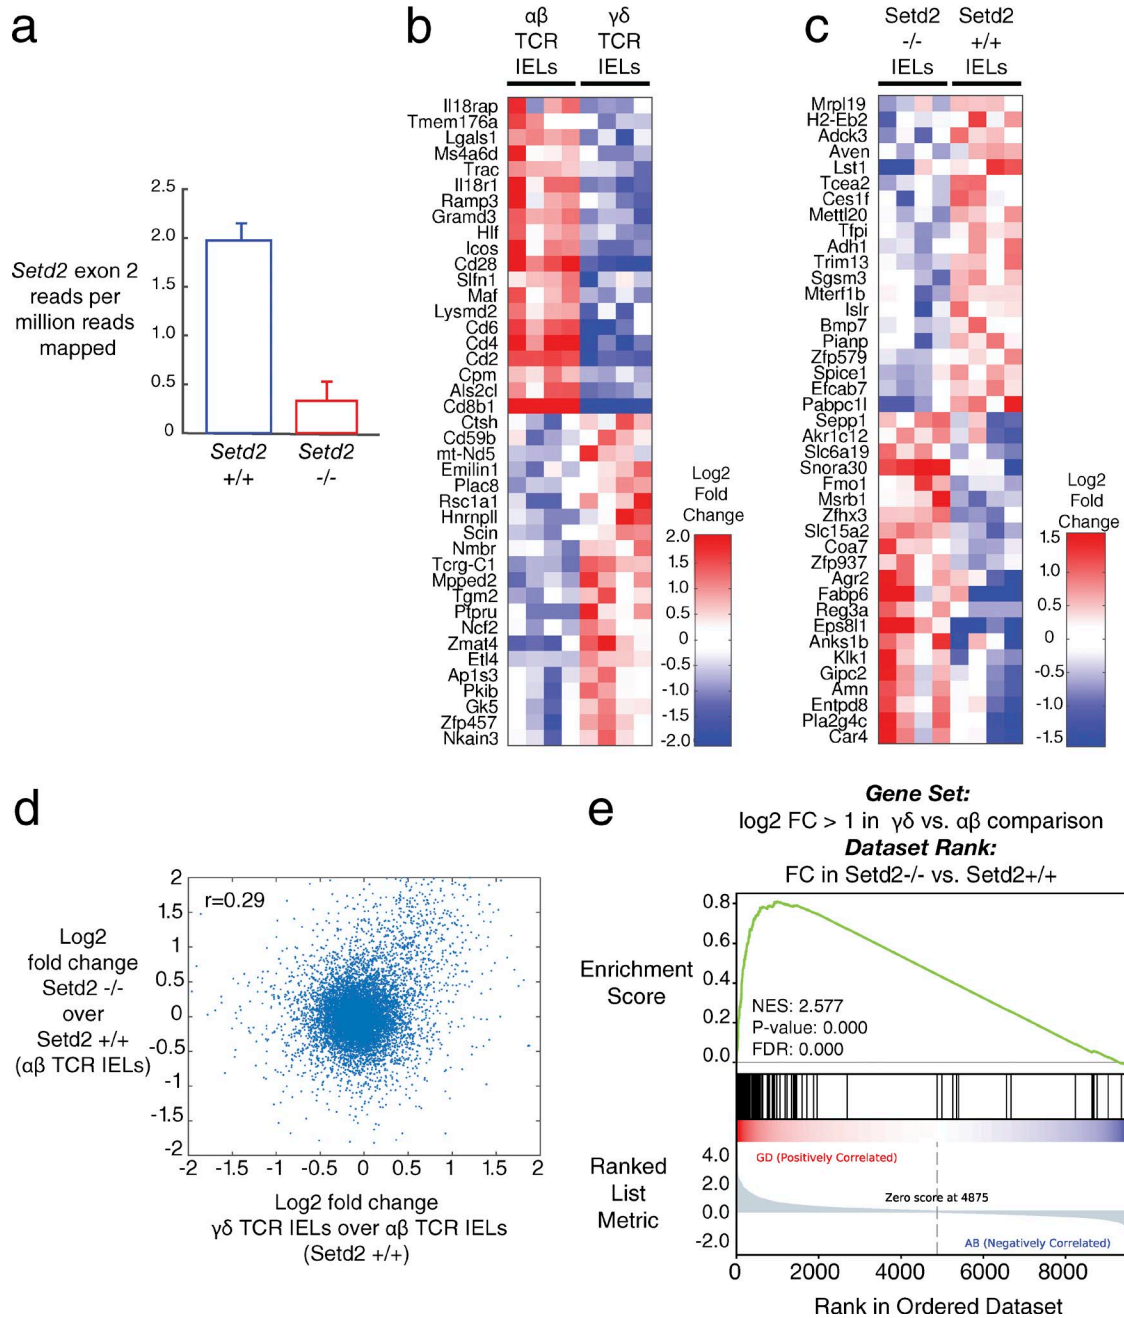 a
2.5
2.0
1.5
1.0
0.5
0
Setd2 exon 2
reads per
million reads
mapped
Setd2
+/+
Setd2
-/-
b
αβ
TCR
IELs
γδ
TCR
IELs
Il18rap
Tmem176a
Lgals1
Ms4a6d
Trac
Il18r1
Ramp3
Gramd3
Hlf
Icos
Cd28
Slfn1
Maf
Lysmd2
Cd6
Cd4
Cd2
Cpm
Als2cl
Cd8b1
Ctsh
Cd59b
mt-Nd5
Emilin1
Plac8
Rsc1a1
Hnrnpll
Scin
Nmbr
Tcrg-C1
Mpped2
Tgm2
Ptpru
Ncf2
Zmat4
Etl4
Ap1s3
Pkib
Gk5
Zfp457
Nkain3
Log2
Fold
Change
2.0
1.5
1.0
0.5
0
-0.5
-1.0
-1.5
-2.0
c
Setd2
-/-
IELs
Setd2
+/+
IELs
Mrpl19
H2-Eb2
Adck3
Aven
Lst1
Tcea2
Ces1f
Mettl20
Tfpi
Adh1
Trim13
Sgsm3
Mterf1b
Islr
Bmp7
Pianp
Zfp579
Spice1
Efcab7
Pabpc1l
Sepp1
Akr1c12
Slc6a19
Snora30
Fmo1
Msrb1
Zfhx3
Slc15a2
Coa7
Zfp937
Agr2
Fabp6
Reg3a
Eps8l1
Anks1b
Klk1
Gipc2
Amn
Entpd8
Pla2g4c
Car4
Log2
Fold
Change
1.5
1.0
0.5
0
-0.5
-1.0
-1.5
d
Log2
fold change
Setd2 -/-
over
Setd2 +/+
(αβ TCR IELs)
2
1.5
1
0.5
0
-0.5
-1
-1.5
-2
r=0.29
-2 -1.5 -1 -0.5 0 0.5 1 1.5 2
Log2 fold change
γδ TCR IELs over αβ TCR IELs
(Setd2 +/+)
e
Gene Set:
log2 FC > 1 in γδ vs. αβ comparison
Dataset Rank:
FC in Setd2-/- vs. Setd2+/+
Enrichment
Score
0.8
0.6
0.4
0.2
0.0
NES: 2.577
P-value: 0.000
FDR: 0.000
Ranked
List
Metric
4.0
2.0
0.0
-2.0
GD (Positively Correlated)
Zero score at 4875
AB (Negatively Correlated)
0 2000 4000 6000 8000
Rank in Ordered Dataset